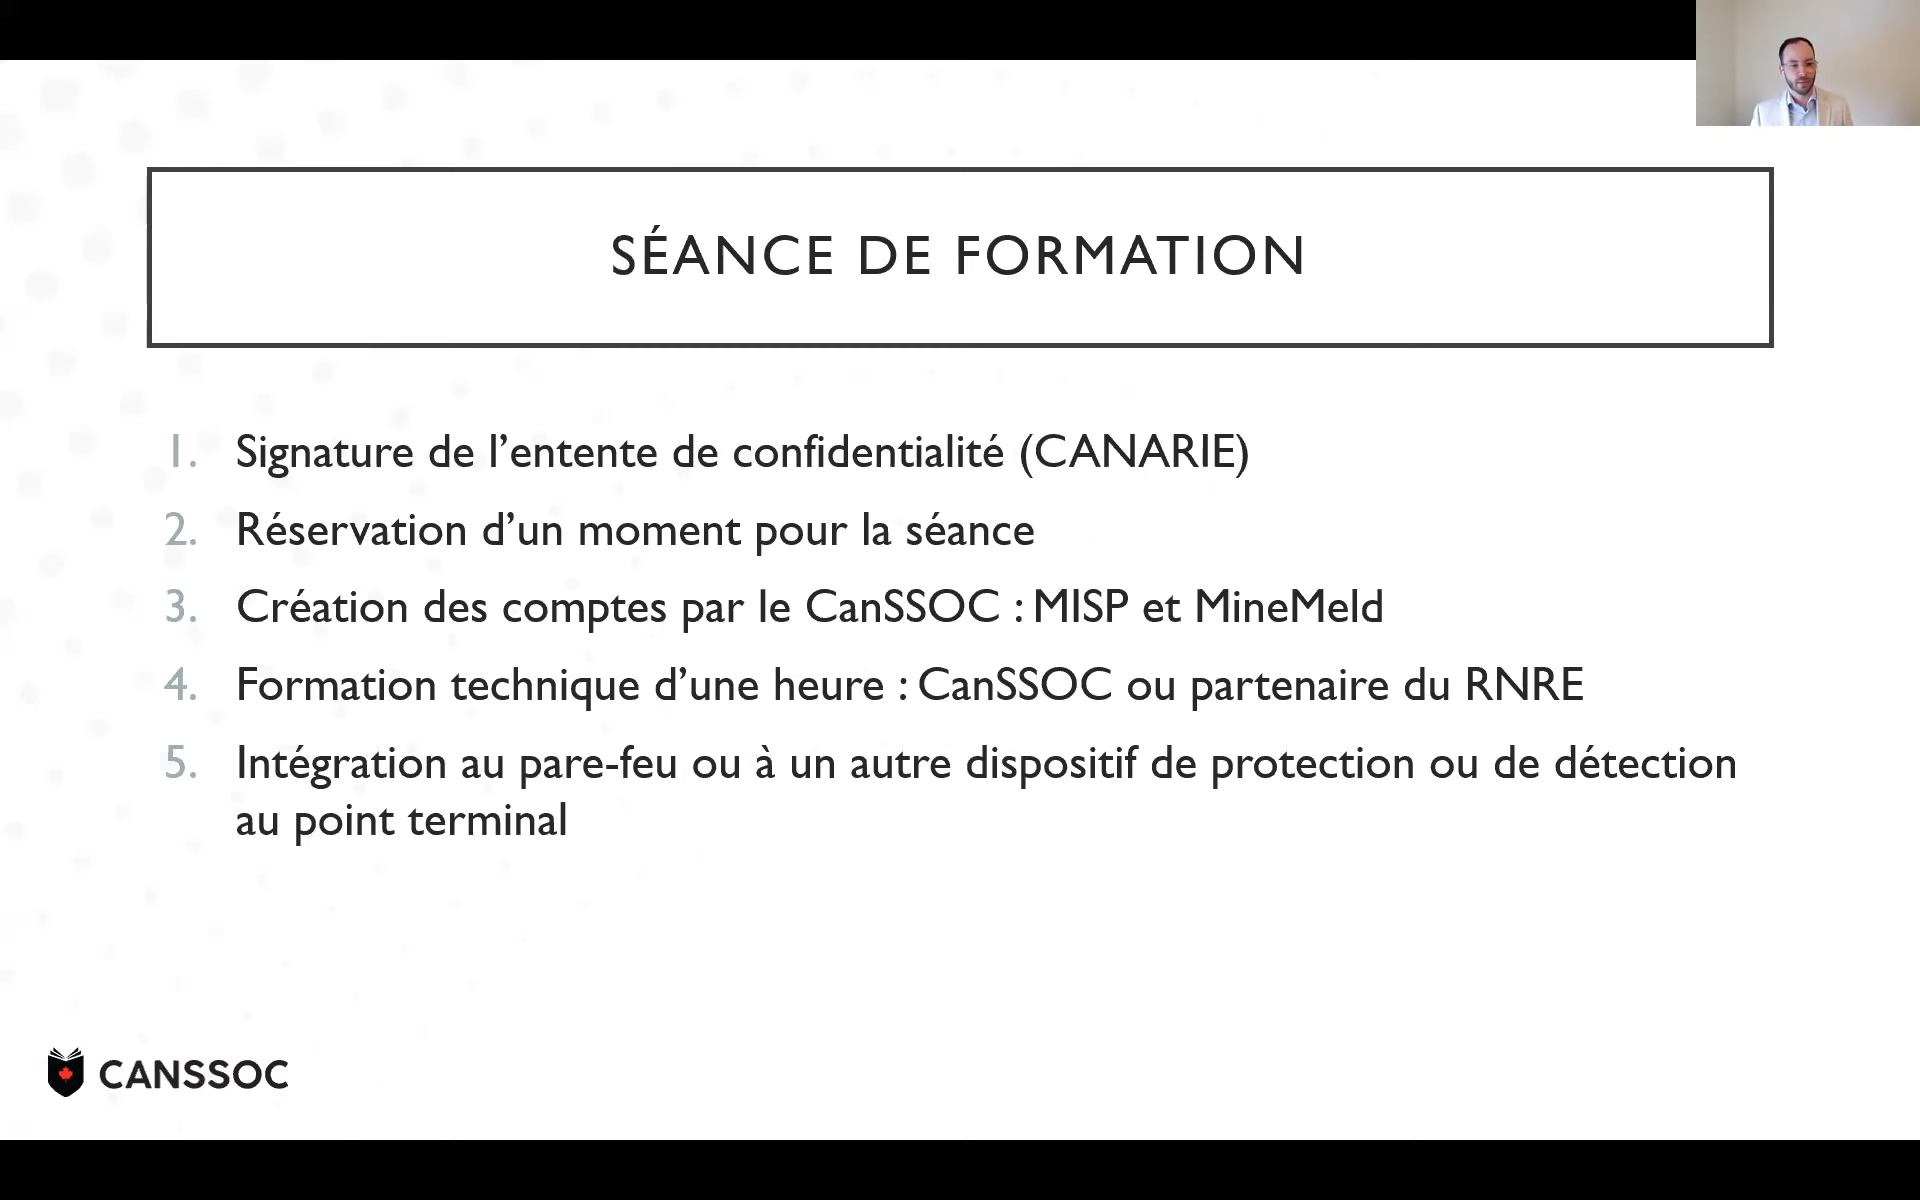 SÉANCE DE FORMATION
1. Signature de l’entente de confidentialité (CANARIE)
2. Réservation d’un moment pour la séance
3. Création des comptes par le CanSSOC : MISP et MineMeld
4. Formation technique d’une heure : CanSSOC ou partenaire du RNRE
5. Intégration au pare-feu ou à un autre dispositif de protection ou de détection
au point terminal
CANSSOC